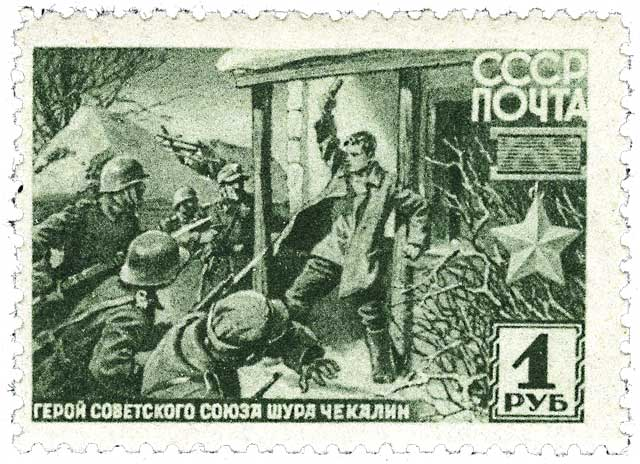 СССР
ПОЧТА
1
РУБ
ГЕРОЙ СОВЕТСКОГО СОЮЗА ШУРА ЧЕКАЛИН